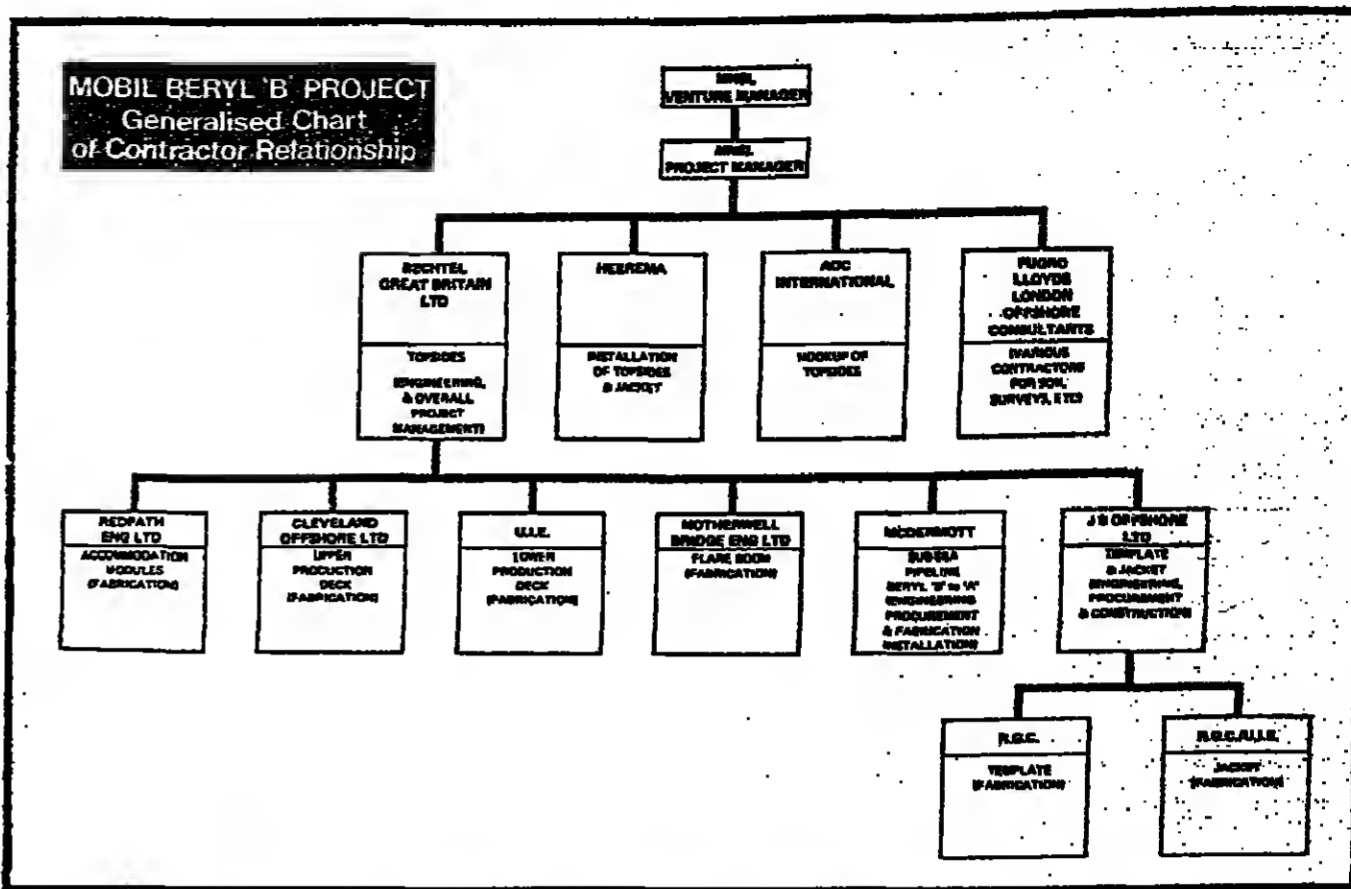 MOBIL BERYL 'B' PROJECT
Generalised Chart
of Contractor Relationship
VENTURE MANAGER
PROJECT MANAGER
BECHTEL
GREAT BRITAIN
LTD
TOPSIDES
(ENGINEERING,
& OVERALL
PROJECT
MANAGEMENT)
HEEREMA
INSTALLATION
OF TOPSIDES
& JACKET
AOC
INTERNATIONAL
HOOKUP OF
TOPSIDES
FUGRO
LLOYDS
LONDON
OFFSHORE
CONSULTANTS
(VARIOUS
CONTRACTORS
FOR SOIL,
SURVEYS, ETC)
REDPATH
ENG LTD
ACCOMMODATION
MODULES
(FABRICATION)
CLEVELAND
OFFSHORE LTD
UPPER
PRODUCTION
DECK
(FABRICATION)
U.I.E.
LOWER
PRODUCTION
DECK
(FABRICATION)
MOTHERWELL
BRIDGE ENG LTD
FLARE BOOM
(FABRICATION)
MCDERMOTT
SUB-SEA
PIPELINE
BERYL 'B' to 'A'
(ENGINEERING
PROCUREMENT
& FABRICATION
INSTALLATION)
OFFSHORE
LTD
TEMPLATE
& JACKET
(ENGINEERING,
PROCUREMENT
& CONSTRUCTION)
R.G.C.
TEMPLATE
(FABRICATION)
R.G.C./U.I.E.
JACKET
(FABRICATION)